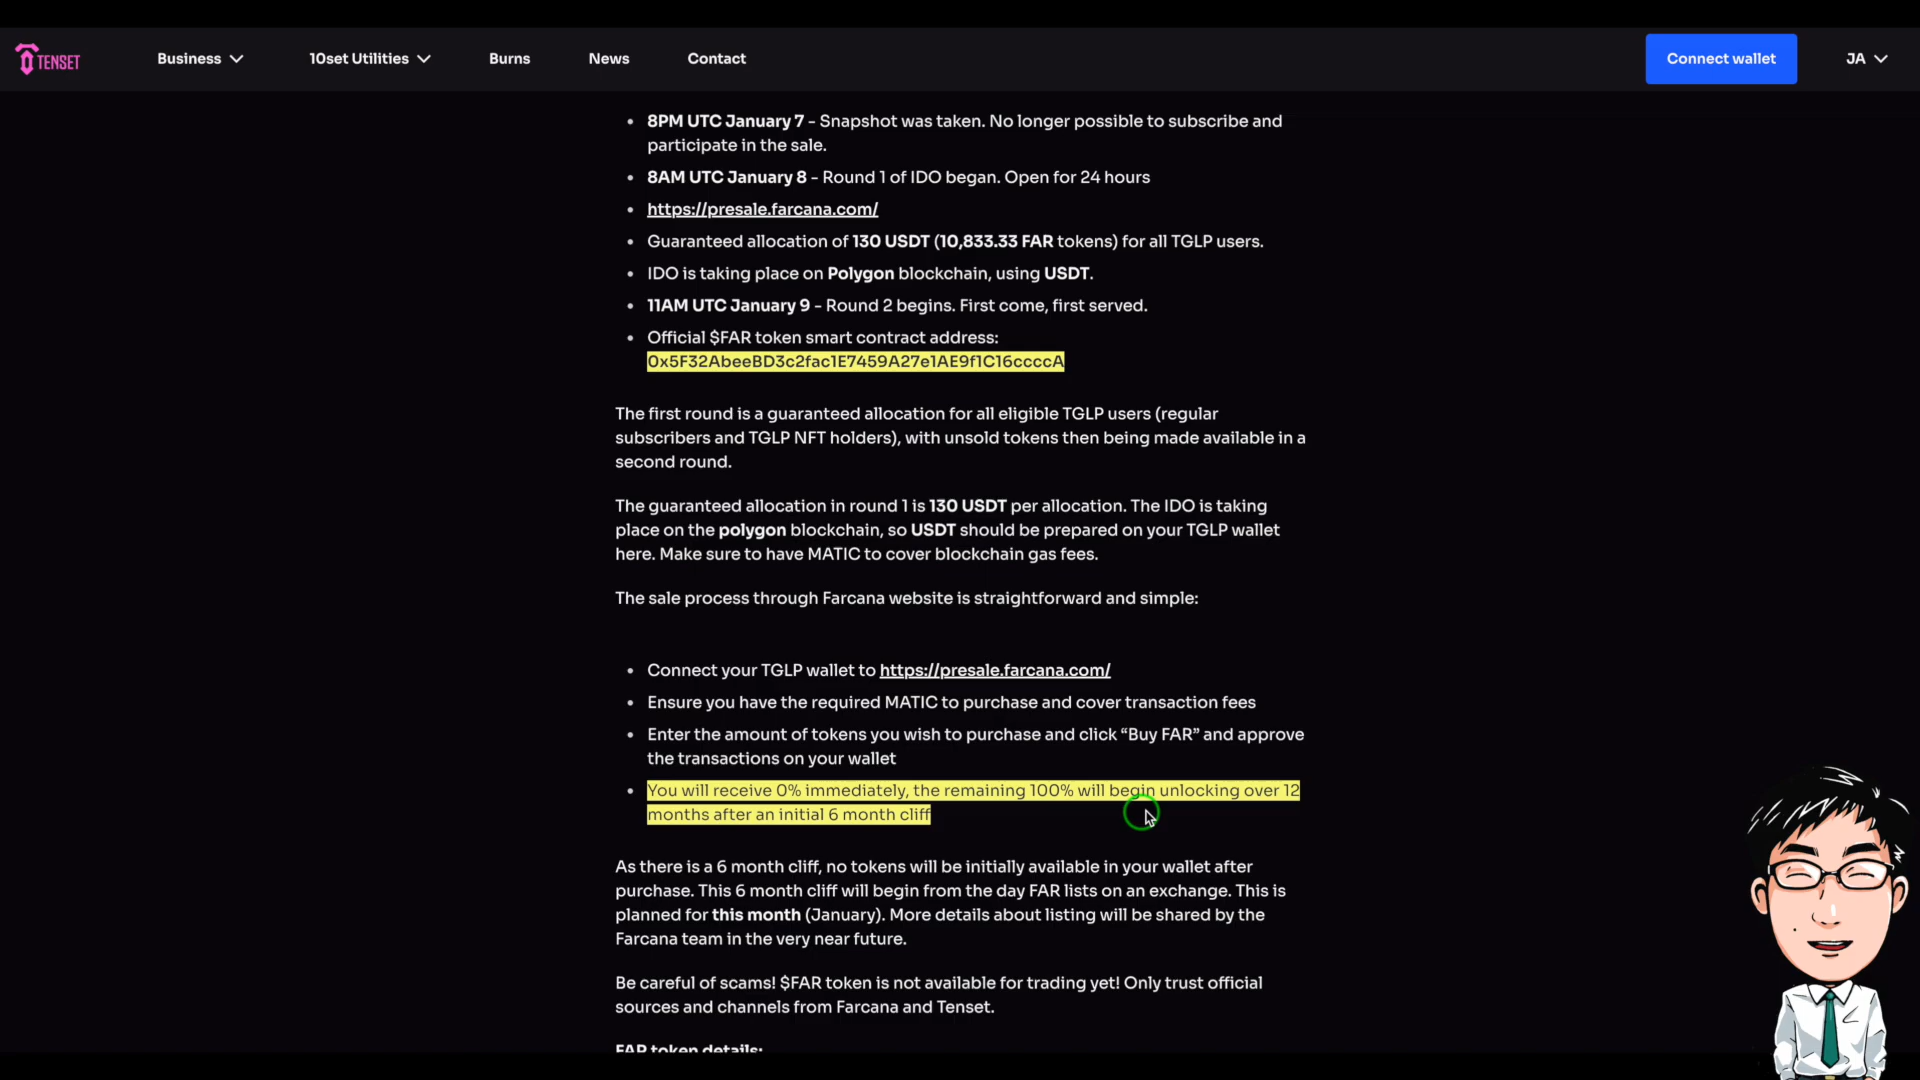 TENSET
Business
10set Utilities
Burns
News
Contact
Connect wallet
JA
8PM UTC January 7 - Snapshot was taken. No longer possible to subscribe and
participate in the sale.
8AM UTC January 8 - Round 1 of IDO began. Open for 24 hours
https://presale.farcana.com/
Guaranteed allocation of 130 USDT (10,833.33 FAR tokens) for all TGLP users.
IDO is taking place on Polygon blockchain, using USDT.
11AM UTC January 9 - Round 2 begins. First come, first served.
Official $FAR token smart contract address:
0x5F32AbeeBD3c2fac1E7459A27e1AE9f1C16ccccA
The first round is a guaranteed allocation for all eligible TGLP users (regular
subscribers and TGLP NFT holders), with unsold tokens then being made available in a
second round.
The guaranteed allocation in round 1 is 130 USDT per allocation. The IDO is taking
place on the polygon blockchain, so USDT should be prepared on your TGLP wallet
here. Make sure to have MATIC to cover blockchain gas fees.
The sale process through Farcana website is straightforward and simple:
Connect your TGLP wallet to https://presale.farcana.com/
Ensure you have the required MATIC to purchase and cover transaction fees
Enter the amount of tokens you wish to purchase and click “Buy FAR” and approve
the transactions on your wallet
You will receive 0% immediately, the remaining 100% will begin unlocking over 12
months after an initial 6 month cliff
As there is a 6 month cliff, no tokens will be initially available in your wallet after
purchase. This 6 month cliff will begin from the day FAR lists on an exchange. This is
planned for this month (January). More details about listing will be shared by the
Farcana team in the very near future.
Be careful of scams! $FAR token is not available for trading yet! Only trust official
sources and channels from Farcana and Tenset.
FAR token details: